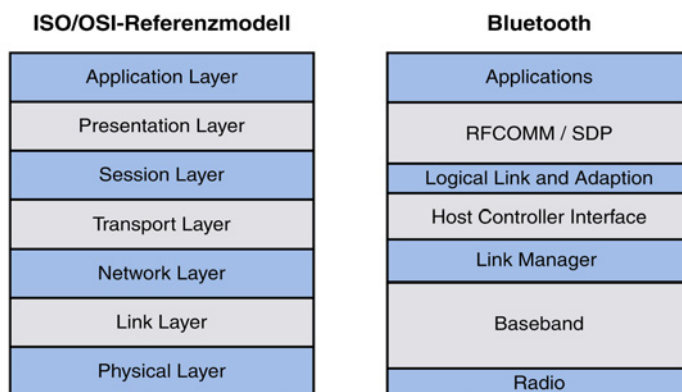 ISO/OSI-Referenzmodell
Application Layer
Presentation Layer
Session Layer
Transport Layer
Network Layer
Link Layer
Physical Layer
Bluetooth
Applications
RFCOMM / SDP
Logical Link and Adaption
Host Controller Interface
Link Manager
Baseband
Radio